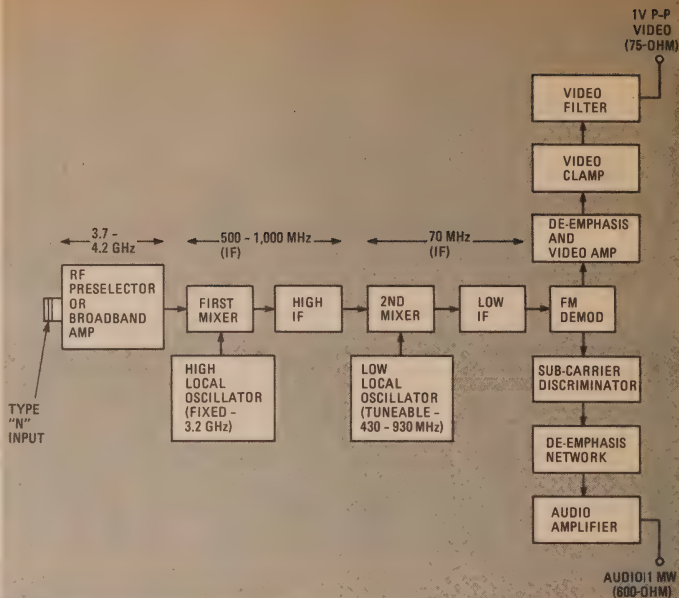 1V P-P
VIDEO
(75-OHM)
VIDEO
FILTER
VIDEO
CLAMP
3.7 -
4.2 GHz
500 - 1,000 MHz
(IF)
70 MHz
(IF)
DE-EMPHASIS
AND
VIDEO AMP
RF
PRESELECTOR
OR
BROADBAND
AMP
FIRST
MIXER
HIGH
IF
2ND
MIXER
LOW
IF
FM
DEMOD
TYPE
"N"
INPUT
HIGH
LOCAL
OSCILLATOR
(FIXED -
3.2 GHz)
LOW
LOCAL
OSCILLATOR
(TUNEABLE -
430 - 930 MHz)
SUB-CARRIER
DISCRIMINATOR
DE-EMPHASIS
NETWORK
AUDIO
AMPLIFIER
AUDIO|1 MW
(600-OHM)